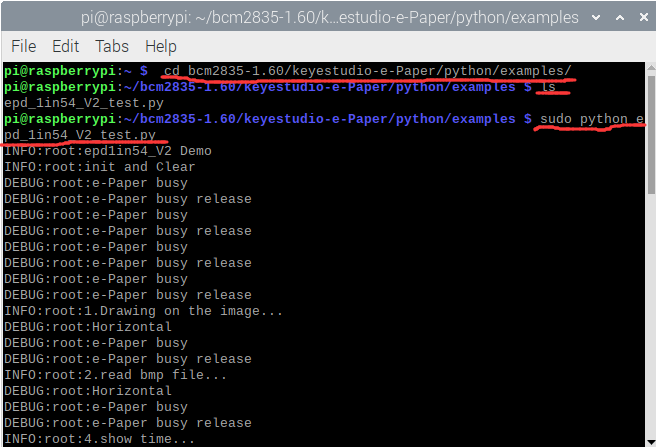 pi@raspberrypi: ~/bcm2835-1.60/k...estudio-e-Paper/python/examples
File Edit Tabs Help
pi@raspberrypi:~ $  cd bcm2835-1.60/keyestudio-e-Paper/python/examples/
pi@raspberrypi:~/bcm2835-1.60/keyestudio-e-Paper/python/examples $ ls
epd_1in54_V2_test.py
pi@raspberrypi:~/bcm2835-1.60/keyestudio-e-Paper/python/examples $ sudo python e
pd_1in54_V2_test.py
INFO:root:epd1in54_V2 Demo
INFO:root:init and Clear
DEBUG:root:e-Paper busy
DEBUG:root:e-Paper busy release
DEBUG:root:e-Paper busy
DEBUG:root:e-Paper busy release
DEBUG:root:e-Paper busy
DEBUG:root:e-Paper busy release
DEBUG:root:e-Paper busy
DEBUG:root:e-Paper busy release
INFO:root:1.Drawing on the image...
DEBUG:root:Horizontal
DEBUG:root:e-Paper busy
DEBUG:root:e-Paper busy release
INFO:root:2.read bmp file...
DEBUG:root:Horizontal
DEBUG:root:e-Paper busy
DEBUG:root:e-Paper busy release
INFO:root:4.show time...